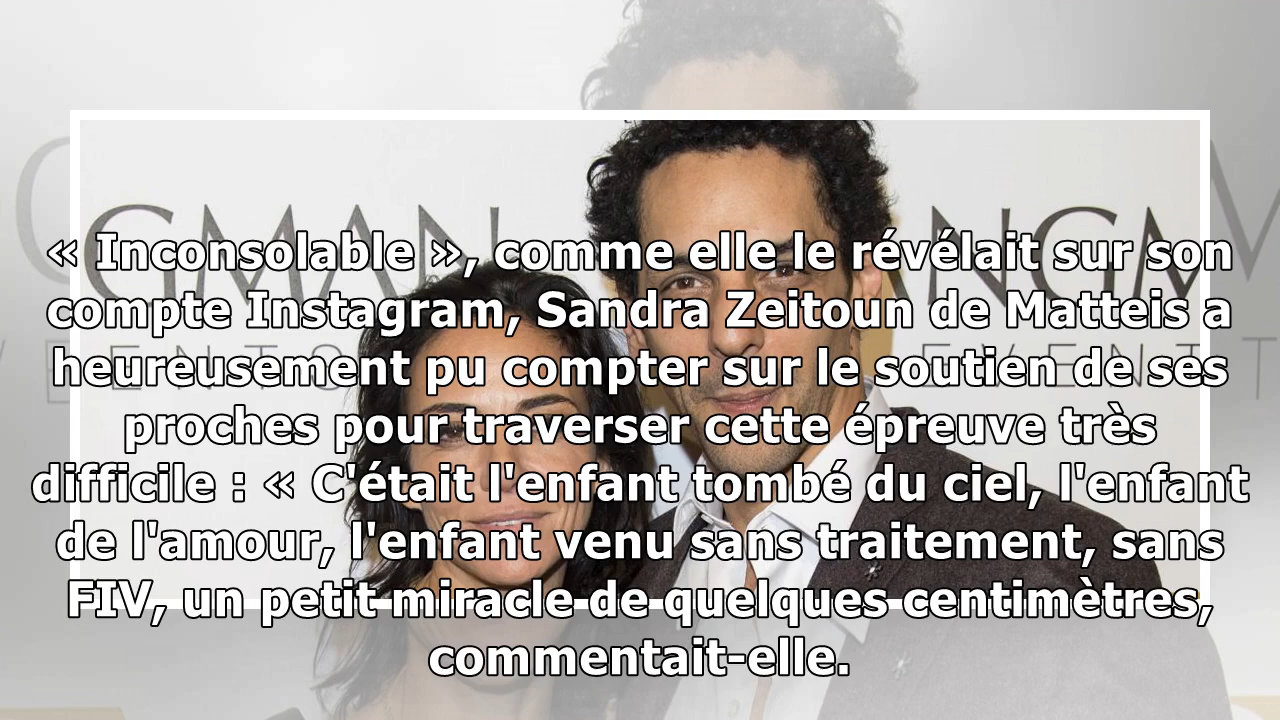 « Inconsolable », comme elle le révélait sur son
compte Instagram, Sandra Zeitoun de Matteis a
heureusement pu compter sur le soutien de ses
proches pour traverser cette épreuve très
difficile : « C'était l'enfant tombé du ciel, l'enfant
de l'amour, l'enfant venu sans traitement, sans
FIV, un petit miracle de quelques centimètres,
commentait-elle.